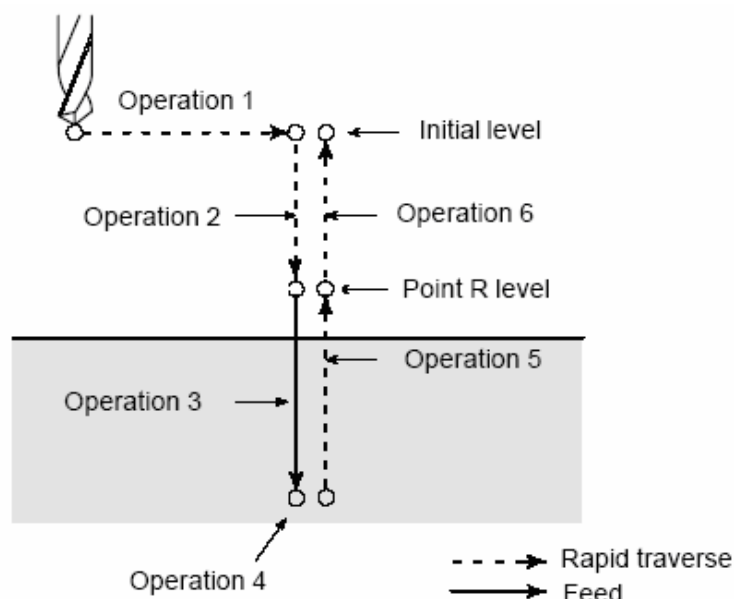 Operation 1
Initial level
Operation 2
Operation 6
Point R level
Operation 5
Operation 3
Operation 4
Rapid traverse
Feed